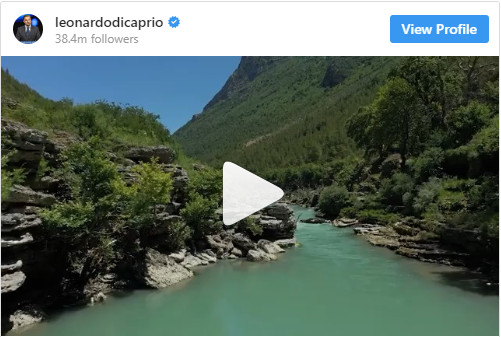 leonardodicaprio
38.4m followers
View Profile